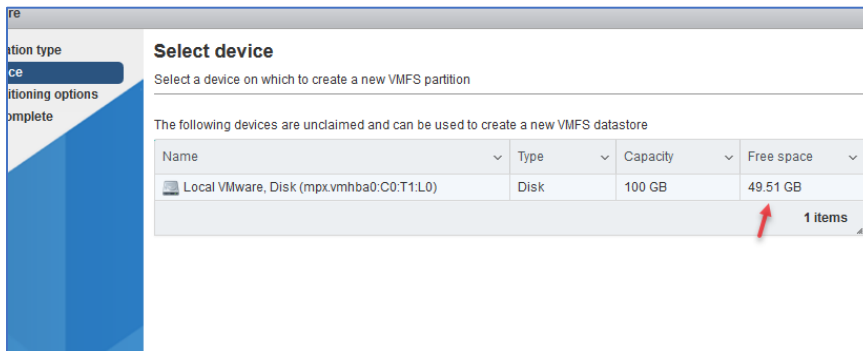 re
ation type
ce
itioning options
omplete
Select device
Select a device on which to create a new VMFS partition
The following devices are unclaimed and can be used to create a new VMFS datastore
Name Type Capacity Free space
Local VMware, Disk (mpx.vmhba0:C0:T1:L0) Disk 100 GB 49.51 GB
1 items